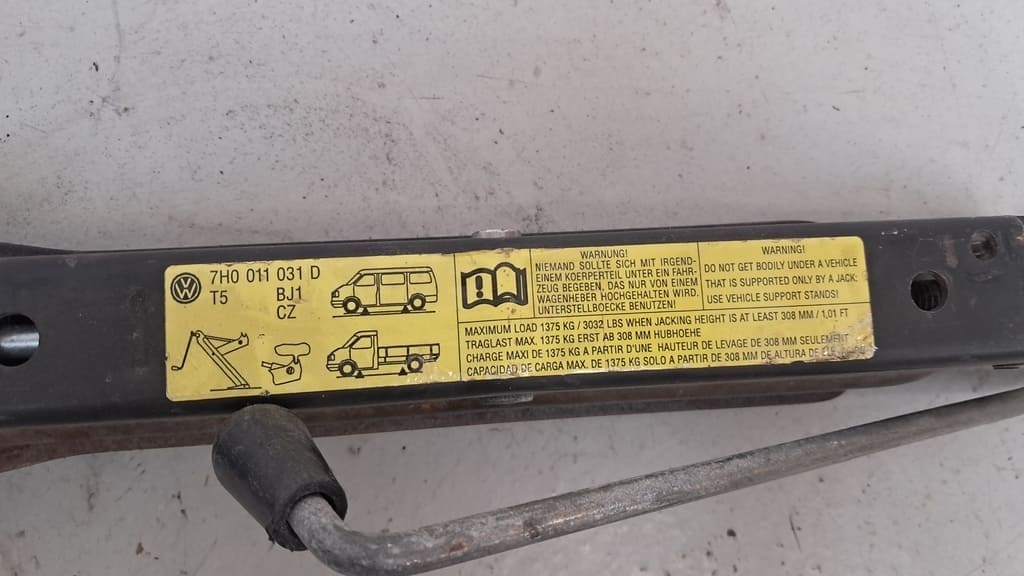 7H0 011 031 D
T5 BJ1
CZ
WARNUNG!
NIEMAND SOLLTE SICH MIT IRGEND-
EINEM KOERPERTEIL UNTER EIN FAHR-
ZEUG BEGEBEN, DAS NUR VON EINEM
WAGENHEBER HOCHGEHALTEN WIRD.
UNTERSTELLBOECKE BENUTZEN!
WARNING!
DO NOT GET BODILY UNDER A VEHICLE
THAT IS SUPPORTED ONLY BY A JACK.
USE VEHICLE SUPPORT STANDS!
MAXIMUM LOAD 1375 KG / 3032 LBS WHEN JACKING HEIGHT IS AT LEAST 308 MM / 1,01 FT
TRAGLAST MAX. 1375 KG ERST AB 308 MM HUBHOEHE
CHARGE MAXI DE 1375 KG A PARTIR D'UNE HAUTEUR DE LEVAGE DE 308 MM SEULEMENT
CAPACIDAD DE CARGA MAX. DE 1375 KG SOLO A PARTIR DE 308 MM DE ALTURA DE